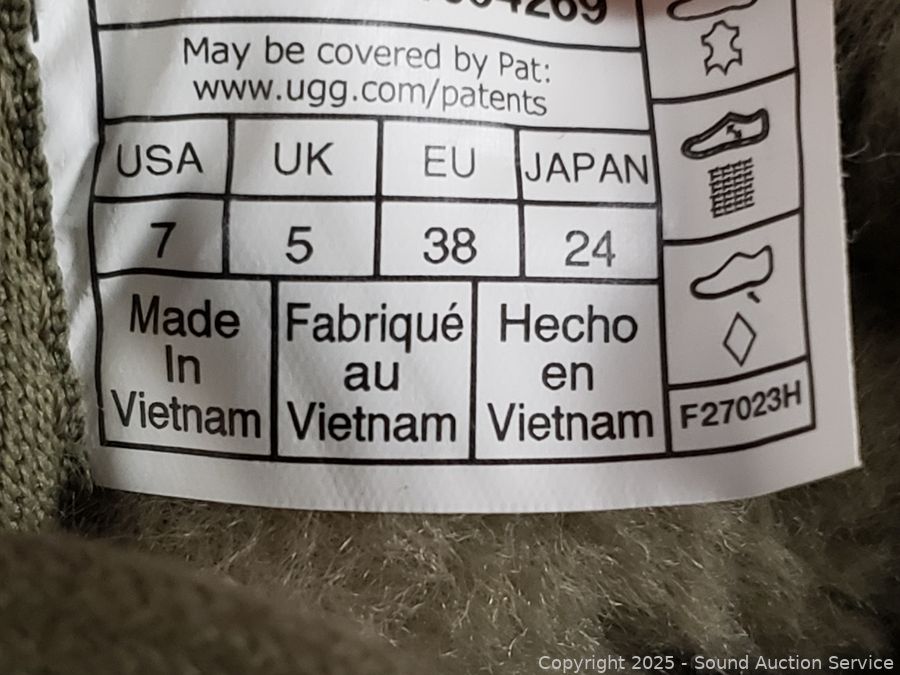 May be covered by Pat:
www.ugg.com/patents
USA UK EU JAPAN
7 5 38 24
Made
In
Vietnam
Fabriqué
au
Vietnam
Hecho
en
Vietnam
F27023H
Copyright 2025 - Sound Auction Service